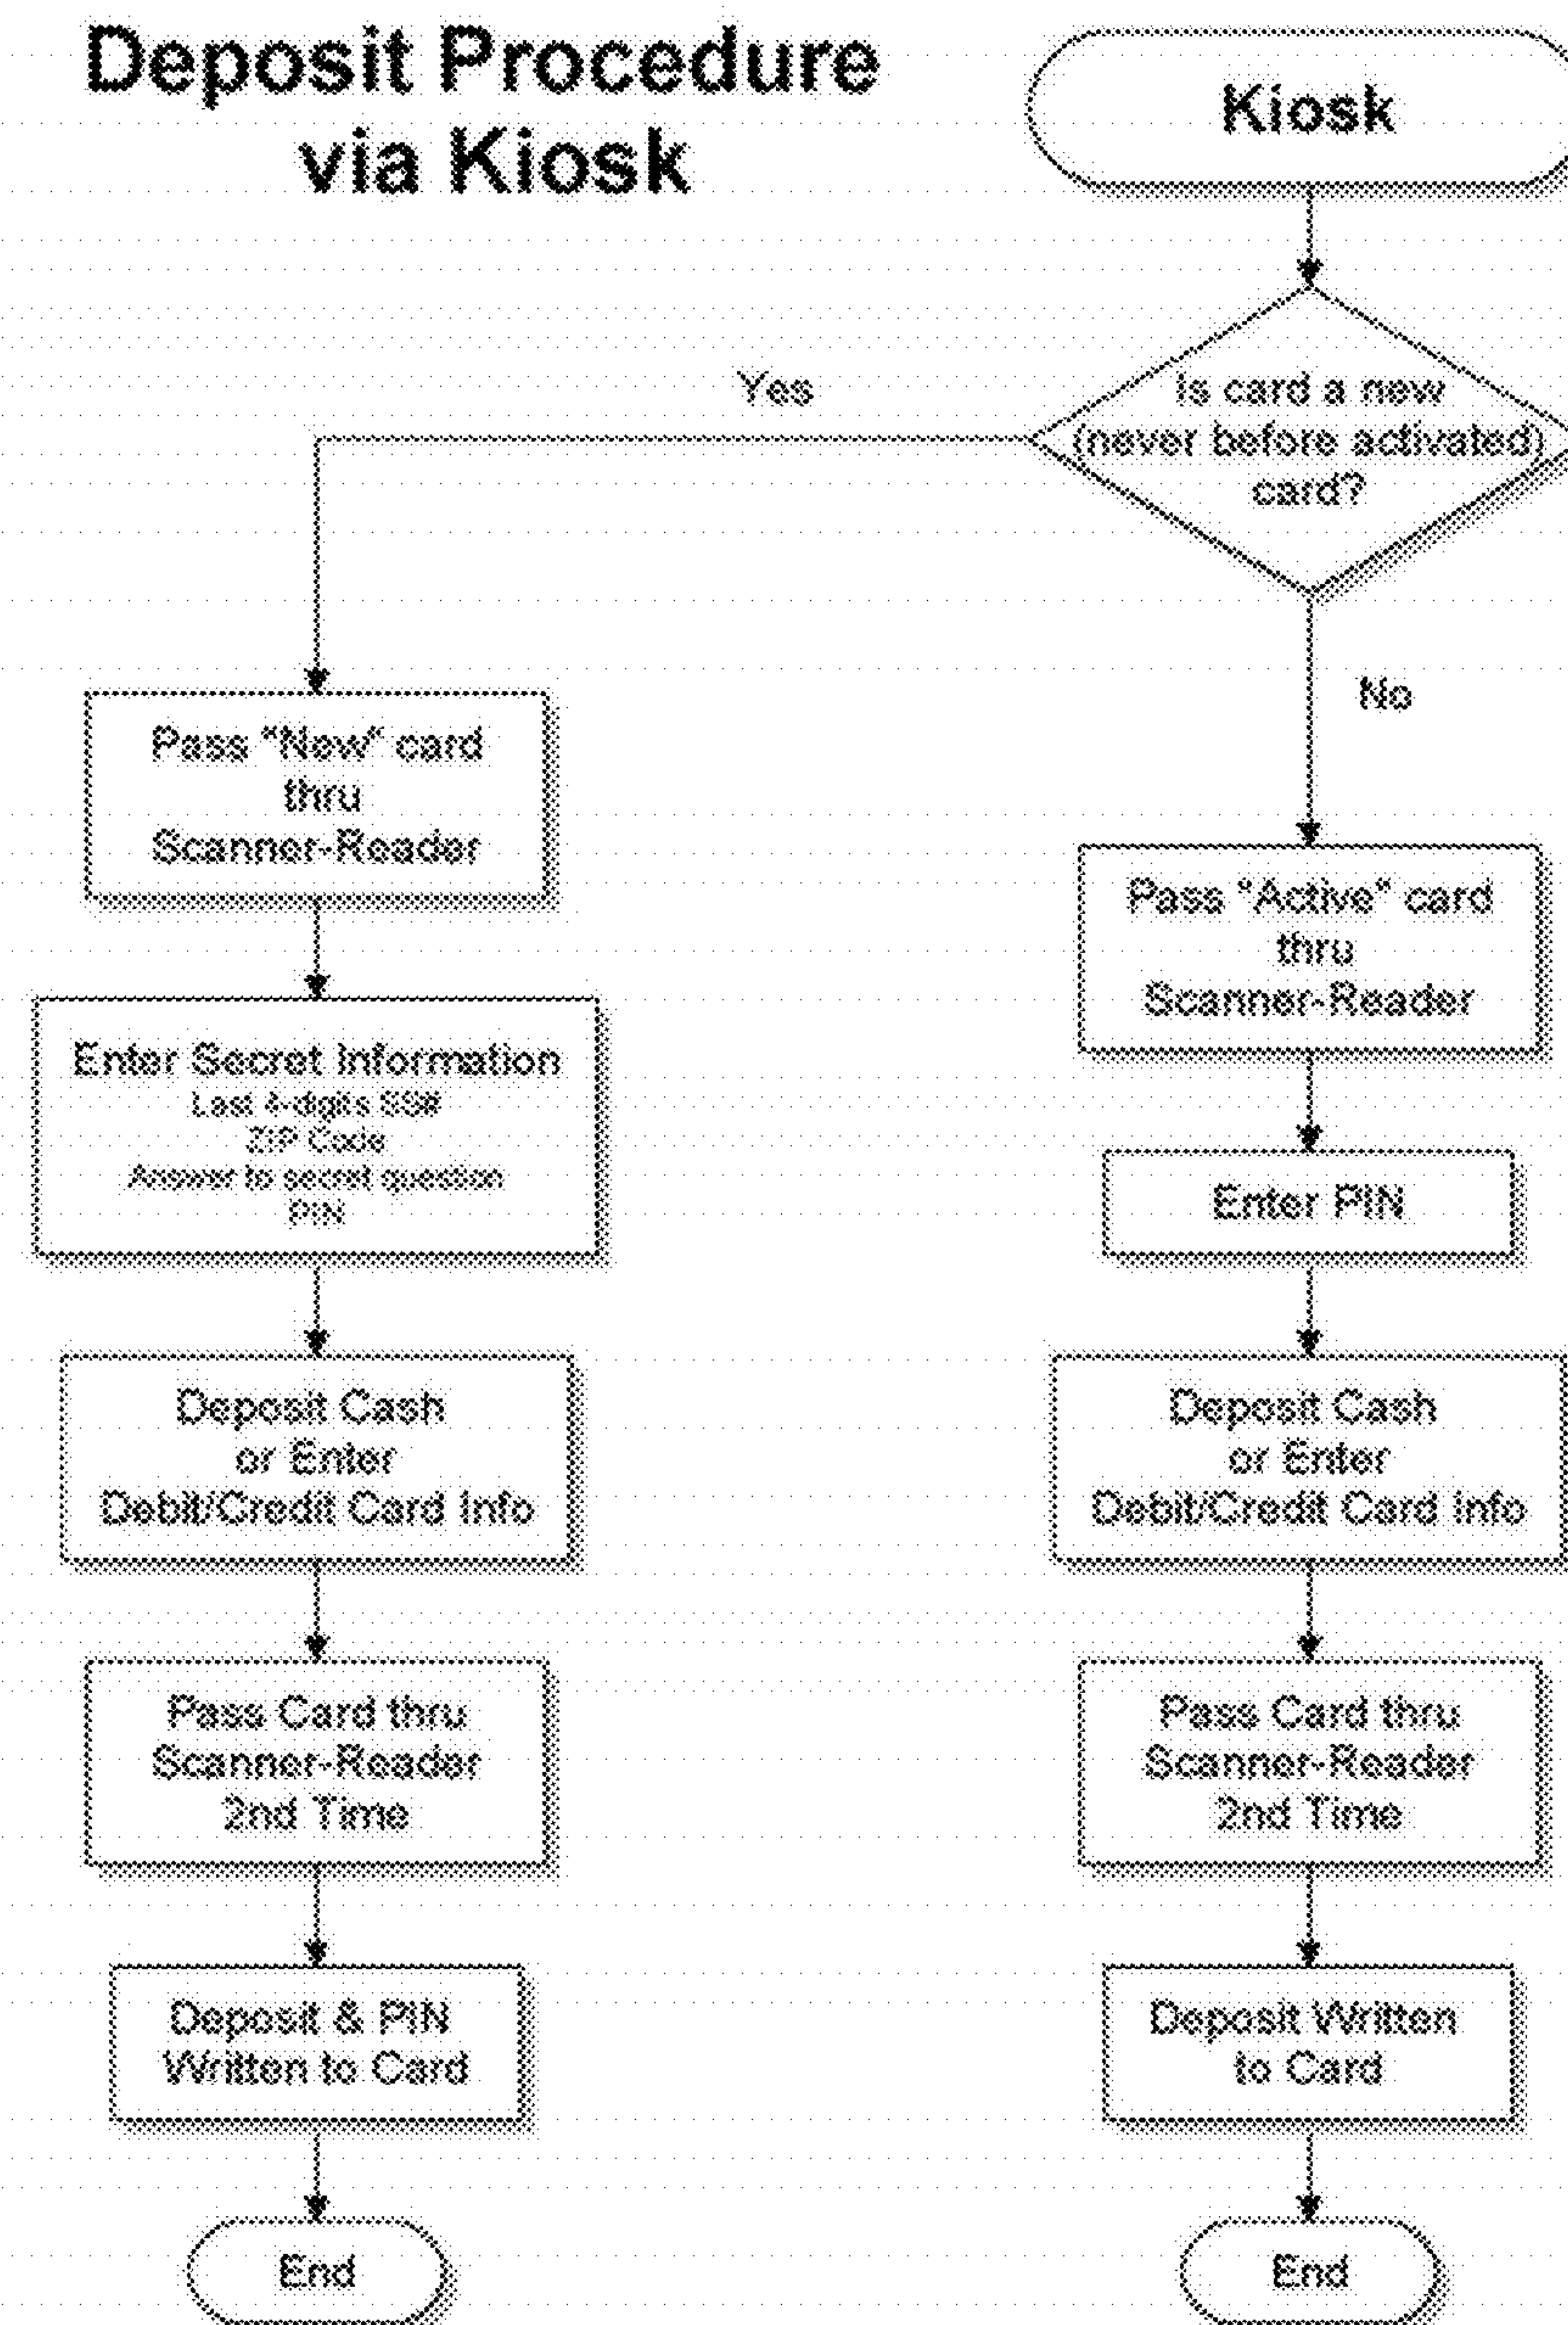 Deposit Procedure
via Kiosk
Kiosk
Is card a new
(never before activated)
card?
Yes
No
Pass "New" card
thru
Scanner-Reader
Enter Secret Information
Last 4-digits SS#
ZIP Code
Answer to secret question
PIN
Deposit Cash
or Enter
Debit/Credit Card Info
Pass Card thru
Scanner-Reader
2nd Time
Deposit & PIN
Written to Card
End
Pass "Active" card
thru
Scanner-Reader
Enter PIN
Deposit Cash
or Enter
Debit/Credit Card Info
Pass Card thru
Scanner-Reader
2nd Time
Deposit Written
to Card
End